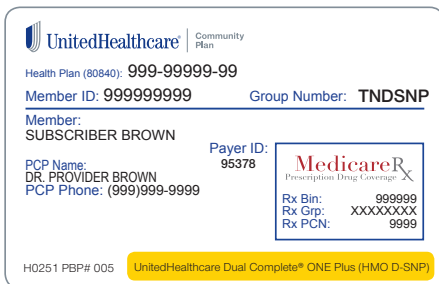 UnitedHealthcare® Community Plan
Health Plan (80840): 999-99999-99
Member ID: 999999999 Group Number: TNDSNP
Member:
SUBSCRIBER BROWN
Payer ID:
95378
PCP Name:
DR. PROVIDER BROWN
PCP Phone: (999)999-9999
MedicareRx
Prescription Drug Coverage
Rx Bin: 999999
Rx Grp: XXXXXXXX
Rx PCN: 9999
H0251 PBP# 005 UnitedHealthcare Dual Complete® ONE Plus (HMO D-SNP)